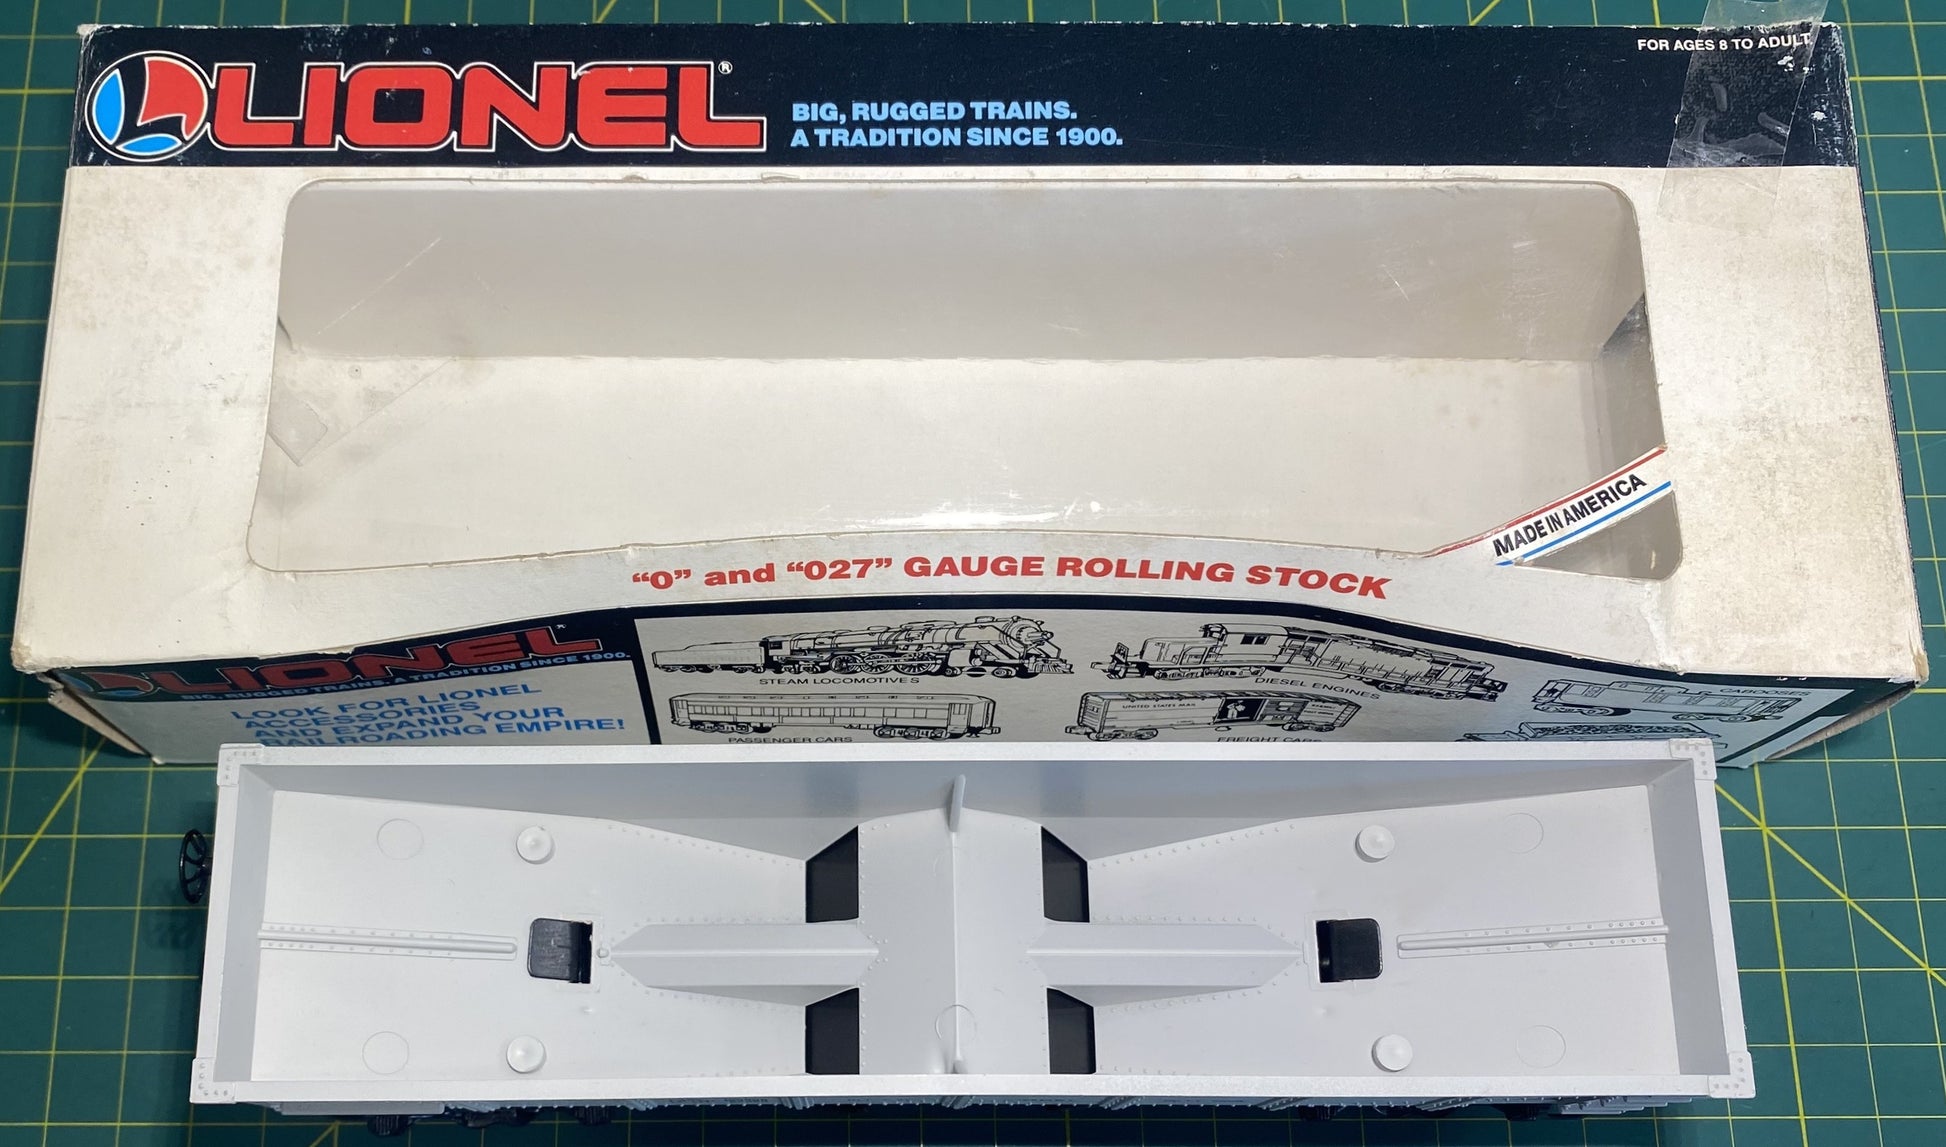 LIONEL®
BIG, RUGGED TRAINS.
A TRADITION SINCE 1900.
FOR AGES 8 TO ADULT
MADE IN AMERICA
“O” and “027” GAUGE ROLLING STOCK
LIONEL
BIG, RUGGED TRAINS. A TRADITION SINCE 1900.
LOOK FOR LIONEL
ACCESSORIES
AND EXPAND YOUR
RAILROADING EMPIRE!
STEAM LOCOMOTIVES
DIESEL ENGINES
CABOOSES
UNITED STATES MAIL
PASSENGER CARS
FREIGHT CARS